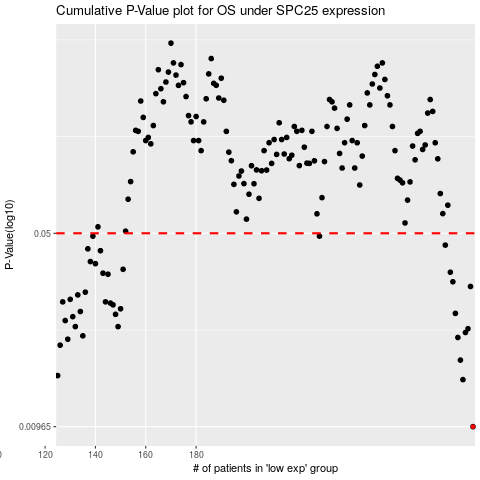 Cumulative P-Value plot for OS under SPC25 expression
P-Value(log10)
0.05
0.00965
0
120
140
160
180
# of patients in 'low exp' group